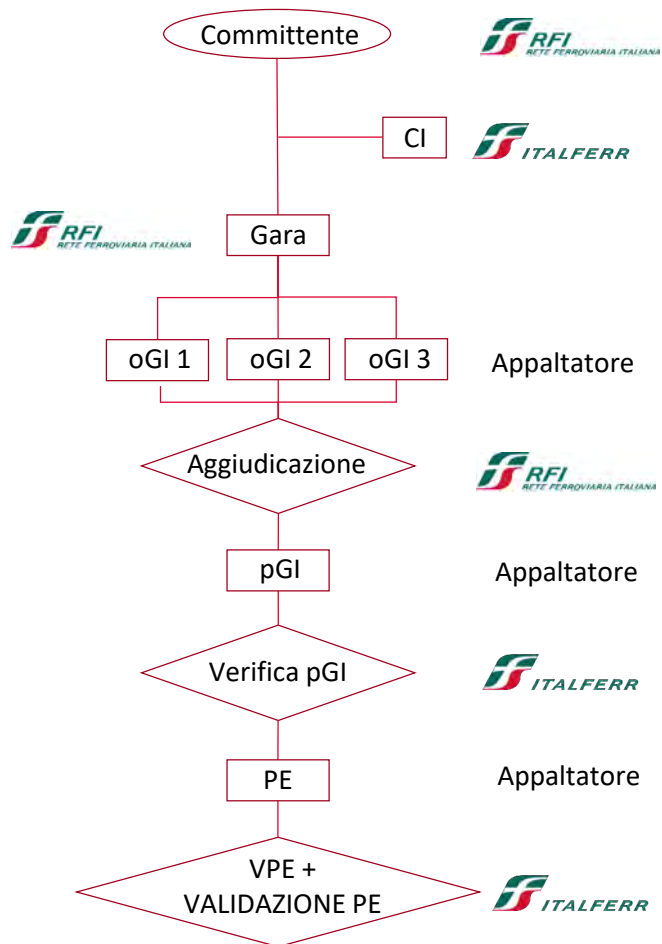 Committente
RFI
RETE FERROVIARIA ITALIANA
CI
ITALFERR
RFI
RETE FERROVIARIA ITALIANA
Gara
oGI 1
oGI 2
oGI 3
Appaltatore
Aggiudicazione
RFI
RETE FERROVIARIA ITALIANA
pGI
Appaltatore
Verifica pGI
ITALFERR
PE
Appaltatore
VPE +
VALIDAZIONE PE
ITALFERR